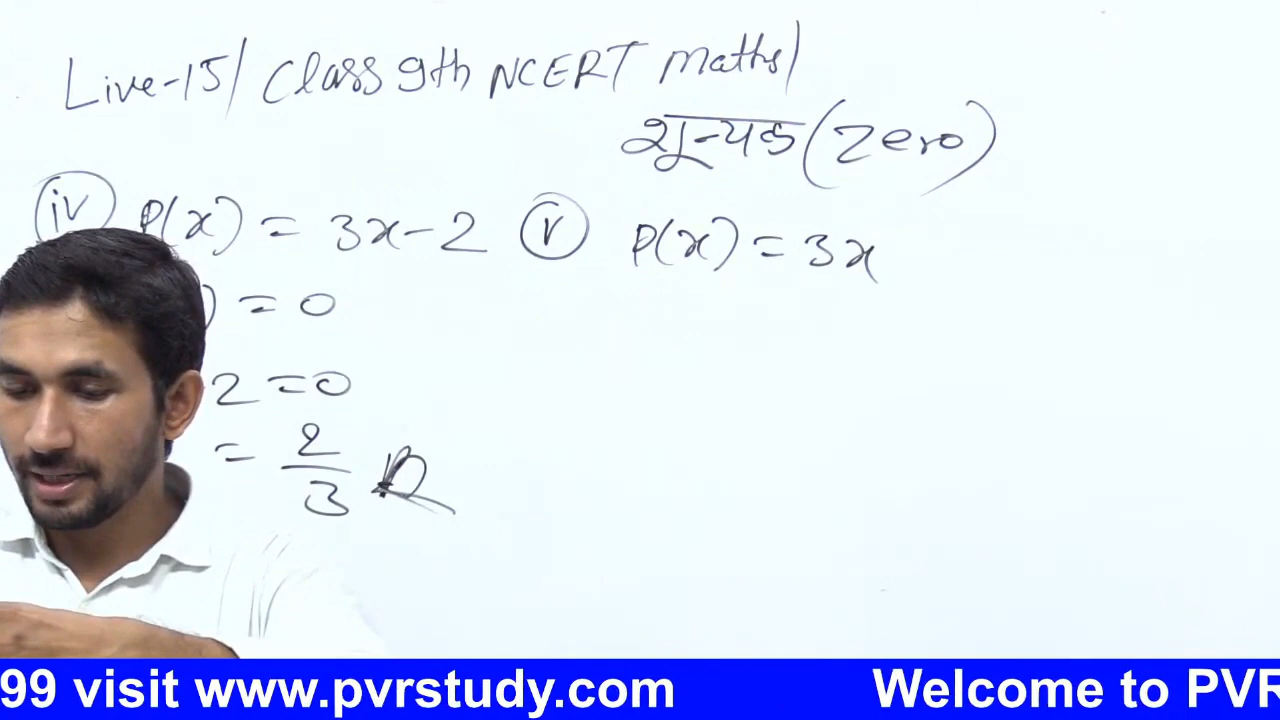 Live-15/ Class 9th NCERT Maths/
शून्यक (Zero)
iv P(x) = 3x-2
) = 0
2 = 0
= 2/3
v P(x) = 3x
99 visit www.pvrstudy.com Welcome to PVR